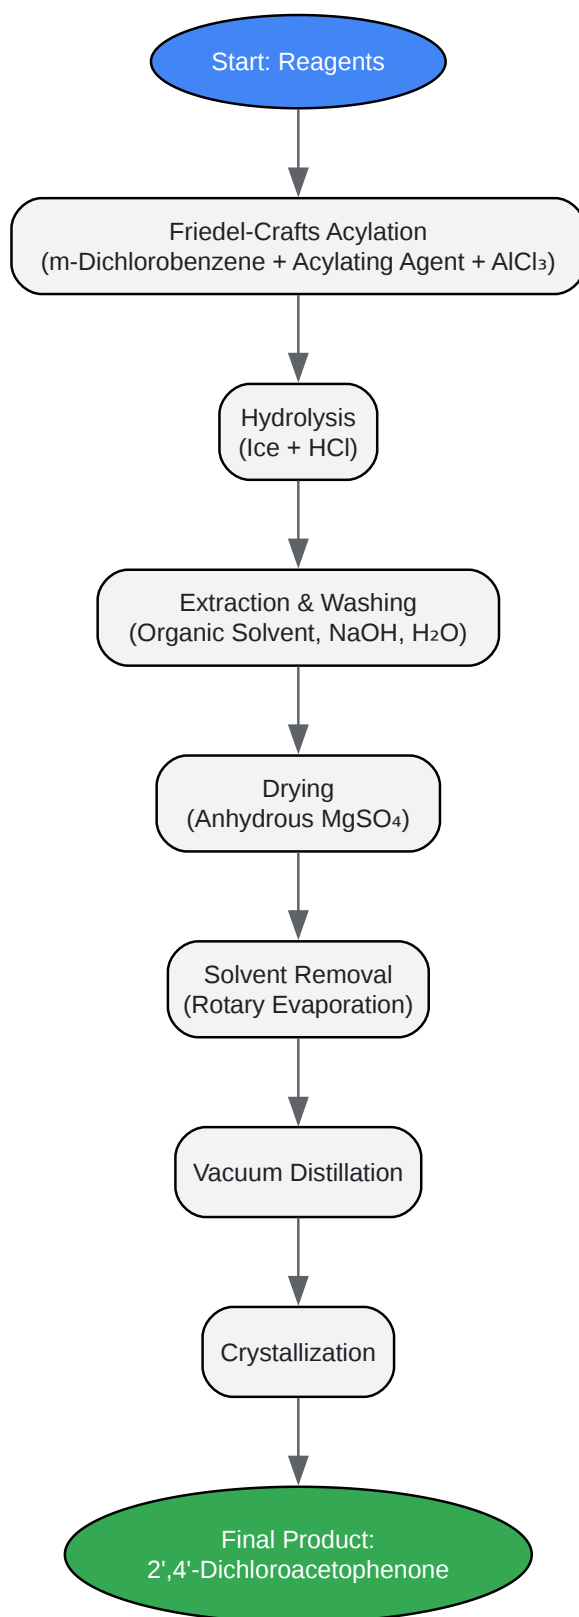 Start: Reagents
Friedel-Crafts Acylation
(m-Dichlorobenzene + Acylating Agent + AlCl₃)
Hydrolysis
(Ice + HCl)
Extraction & Washing
(Organic Solvent, NaOH, H₂O)
Drying
(Anhydrous MgSO₄)
Solvent Removal
(Rotary Evaporation)
Vacuum Distillation
Crystallization
Final Product:
2',4'-Dichloroacetophenone